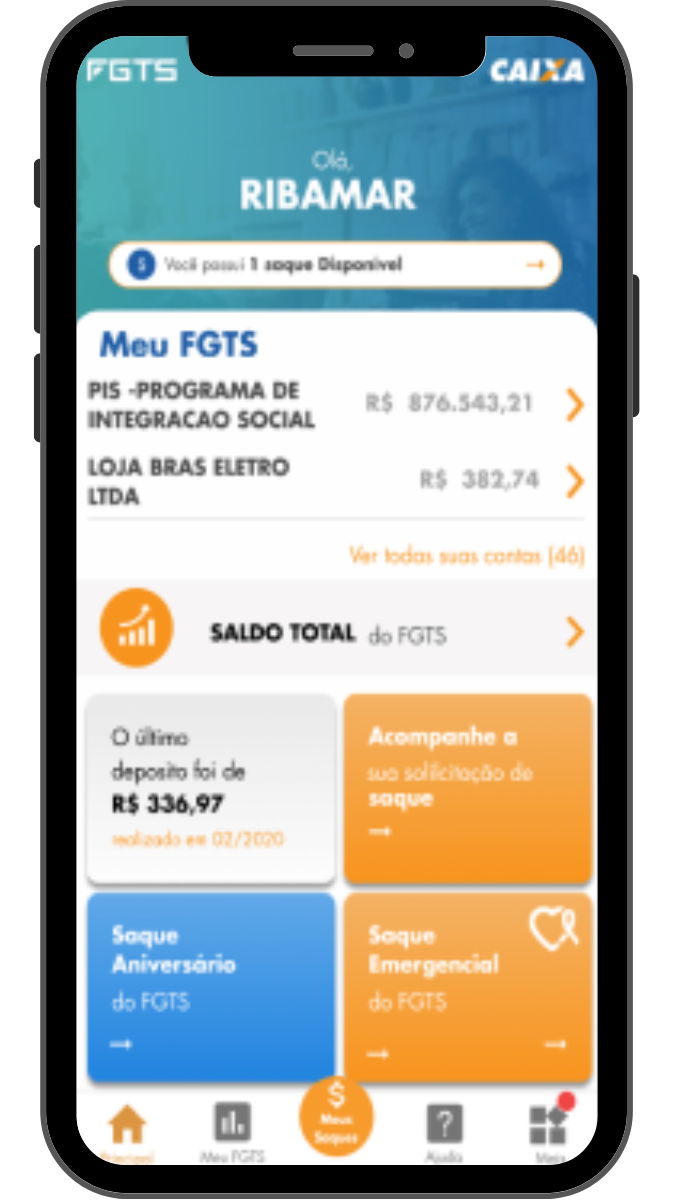 FGTS CAIXA
Olá,
RIBAMAR
$ Você possui 1 saque Disponivel →
Meu FGTS
PIS -PROGRAMA DE
INTEGRACAO SOCIAL
R$ 876.543,21
LOJA BRAS ELETRO
LTDA
R$ 382,74
Ver todas suas contas (46)
SALDO TOTAL do FGTS
O último
deposito foi de
R$ 336,97
realizado em 02/2020
Acompanhe a
sua solilcitação de
saque
→
Saque
Aniversário
do FGTS
→
Saque
Emergencial
do FGTS
→ →
Principal
Meu FGTS
$
Meus
Saques
?
Ajuda
Mais